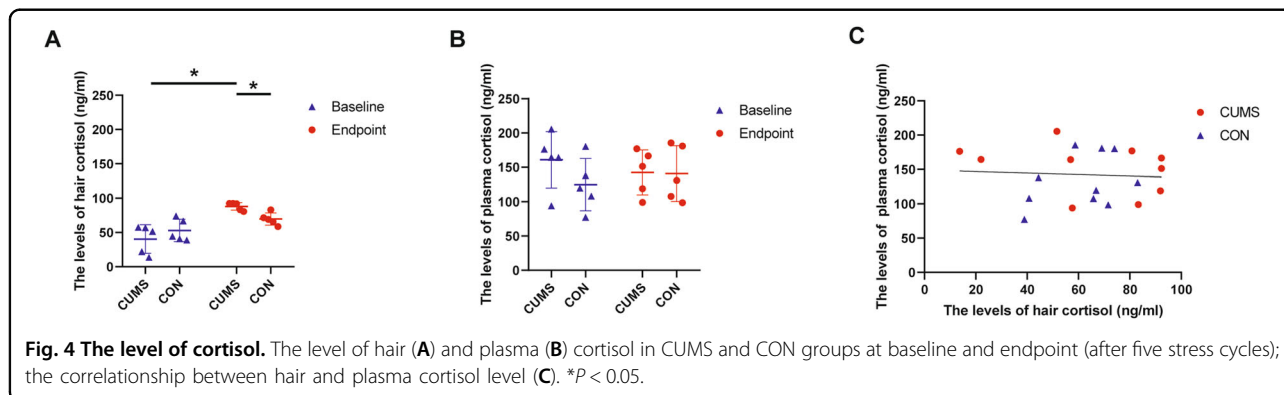 A
The levels of hair cortisol (ng/ml)
250
200
150
100
50
0
*
*
Baseline
Endpoint
CUMS
CON
CUMS
CON
B
The levels of plasma cortisol (ng/ml)
250
200
150
100
50
0
Baseline
Endpoint
CUMS
CON
CUMS
CON
C
The levels of plasma cortisol (ng/ml)
250
200
150
100
50
0
0
20
40
60
80
100
The levels of hair cortisol (ng/ml)
CUMS
CON
Fig. 4 The level of cortisol. The level of hair (A) and plasma (B) cortisol in CUMS and CON groups at baseline and endpoint (after five stress cycles);
the correlationship between hair and plasma cortisol level (C). *P < 0.05.